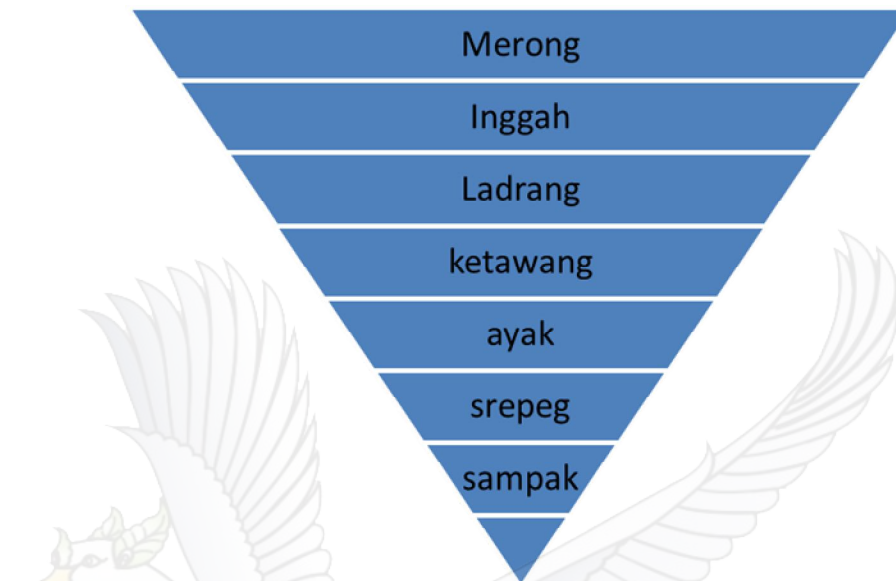 Merong
Inggah
Ladrang
ketawang
ayak
srepeg
sampak